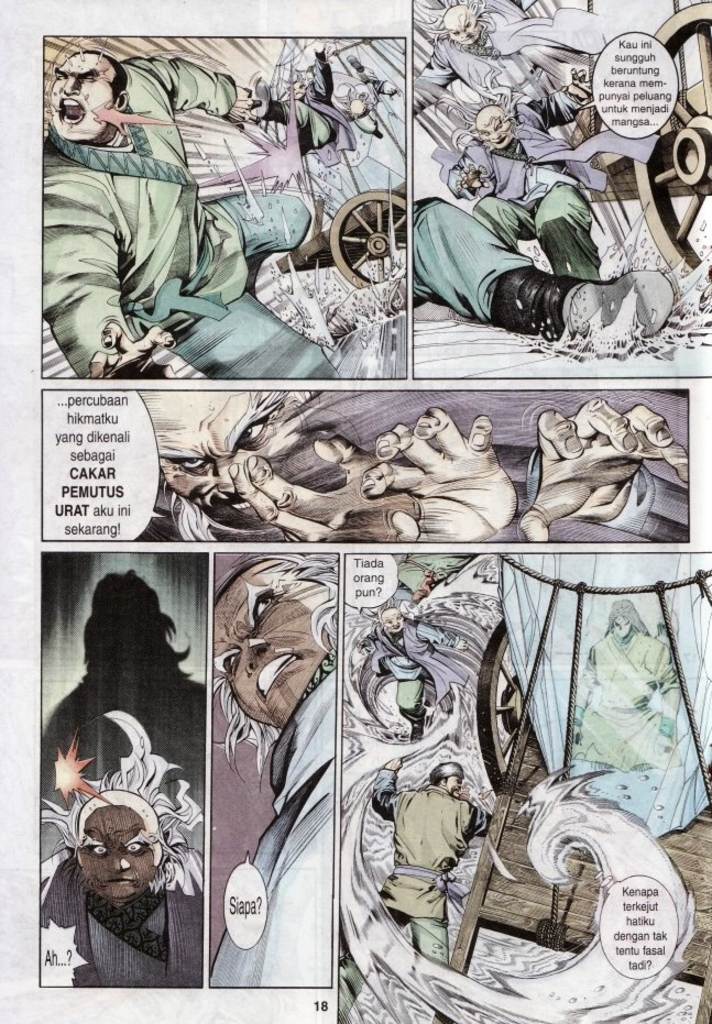 Kau ini
sungguh
beruntung
kerana mem-
punyai peluang
untuk menjadi
mangsa...
...percubaan
hikmatku
yang dikenali
sebagai
CAKAR
PEMUTUS
URAT aku ini
sekarang!
Ah...?
Siapa?
Tiada
orang
pun?
Kenapa
terkejut
hatiku
dengan tak
tentu fasal
tadi?
18